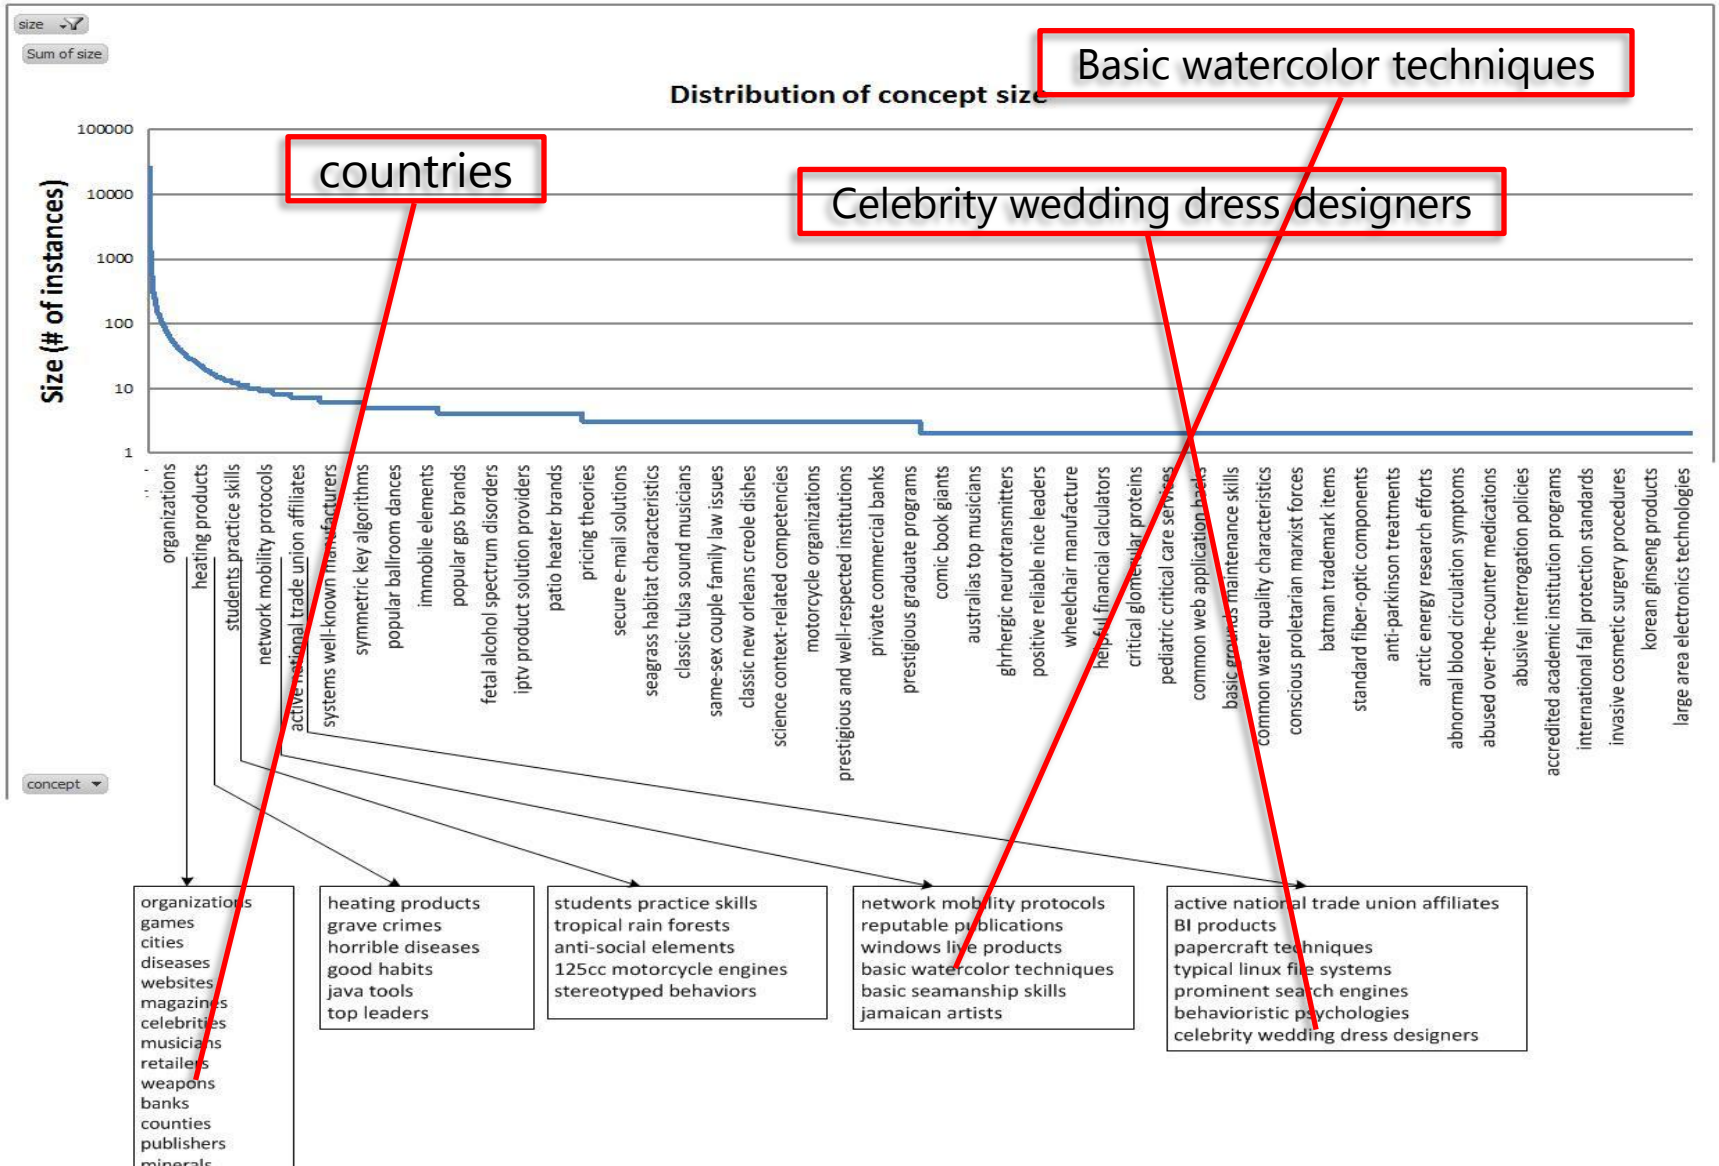 size
Sum of size
Basic watercolor techniques
Distribution of concept size
countries
Celebrity wedding dress designers
Size (# of instances)
100000
10000
1000
100
10
1
organizations
heating products
students practice skills
network mobility protocols
active national trade union affiliates
systems well-known manufacturers
symmetric key algorithms
popular ballroom dances
immobile elements
popular gps brands
fetal alcohol spectrum disorders
iptv product solution providers
patio heater brands
pricing theories
secure e-mail solutions
seagrass habitat characteristics
classic tulsa sound musicians
same-sex couple family law issues
classic new orleans creole dishes
science context-related competencies
motorcycle organizations
prestigious and well-respected institutions
private commercial banks
prestigious graduate programs
comic book giants
australias top musicians
ghrhergic neurotransmitters
positive reliable nice leaders
wheelchair manufacture
helpful financial calculators
critical glomerular proteins
pediatric critical care services
common web application hacks
basic grounds maintenance skills
common water quality characteristics
conscious proletarian marxist forces
batman trademark items
standard fiber-optic components
anti-parkinson treatments
arctic energy research efforts
abnormal blood circulation symptoms
abused over-the-counter medications
abusive interrogation policies
accredited academic institution programs
international fall protection standards
invasive cosmetic surgery procedures
korean ginseng products
large area electronics technologies
concept
organizations
games
cities
diseases
websites
magazines
celebrities
musicians
retailers
weapons
banks
counties
publishers
minerals
heating products
grave crimes
horrible diseases
good habits
java tools
top leaders
students practice skills
tropical rain forests
anti-social elements
125cc motorcycle engines
stereotyped behaviors
network mobility protocols
reputable publications
windows live products
basic watercolor techniques
basic seamanship skills
jamaican artists
active national trade union affiliates
BI products
papercraft techniques
typical linux file systems
prominent search engines
behavioristic psychologies
celebrity wedding dress designers